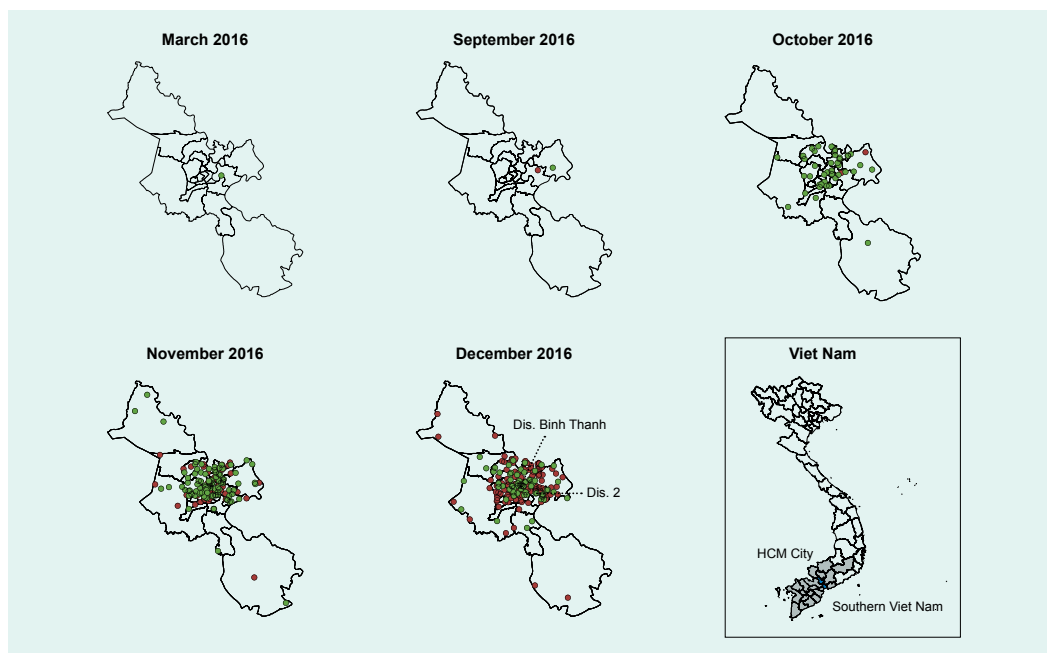 March 2016
September 2016
October 2016
November 2016
December 2016
Viet Nam
Dis. Binh Thanh
Dis. 2
HCM City
Southern Viet Nam